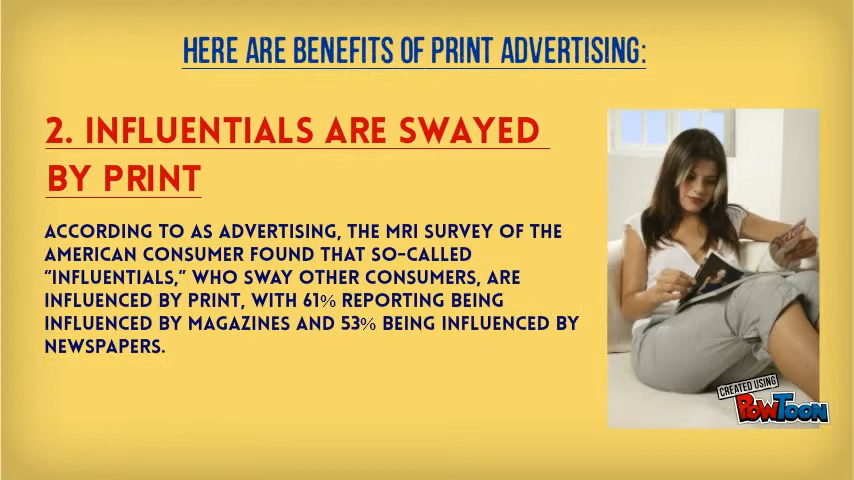 HERE ARE BENEFITS OF PRINT ADVERTISING:
2. INFLUENTIALS ARE SWAYED
BY PRINT
ACCORDING TO AS ADVERTISING, THE MRI SURVEY OF THE
AMERICAN CONSUMER FOUND THAT SO-CALLED
"INFLUENTIALS," WHO SWAY OTHER CONSUMERS, ARE
INFLUENCED BY PRINT, WITH 61% REPORTING BEING
INFLUENCED BY MAGAZINES AND 53% BEING INFLUENCED BY
NEWSPAPERS.
CREATED USING
POWTOON